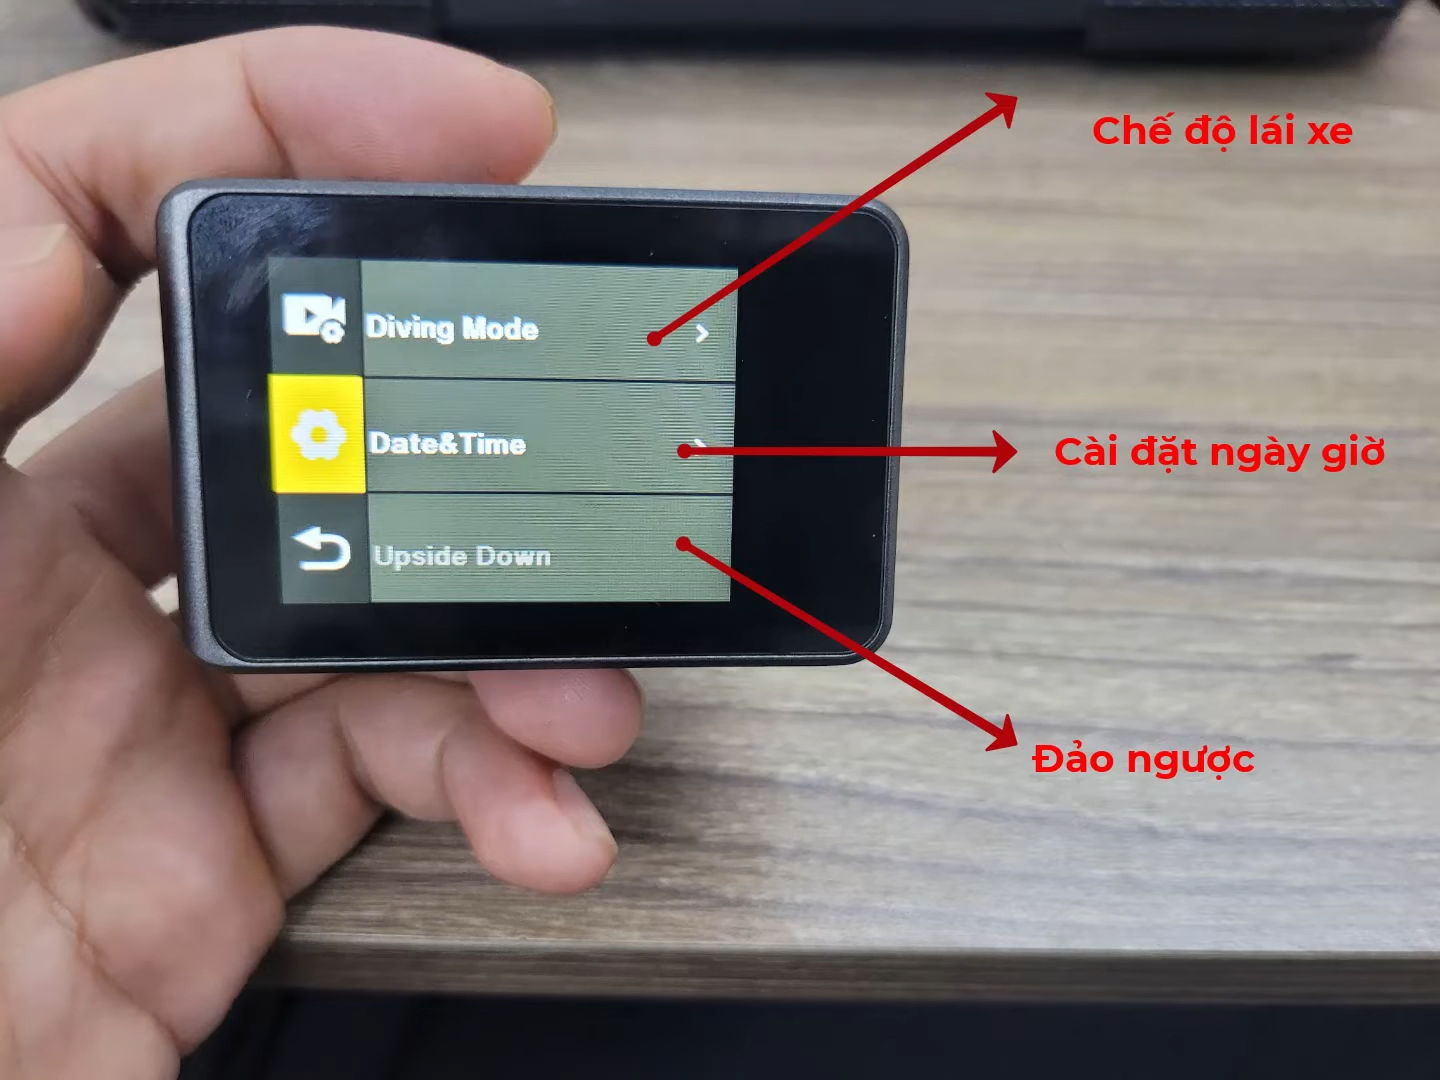 Chế độ lái xe
Diving Mode
Date&Time
Cài đặt ngày giờ
Upside Down
Đảo ngược